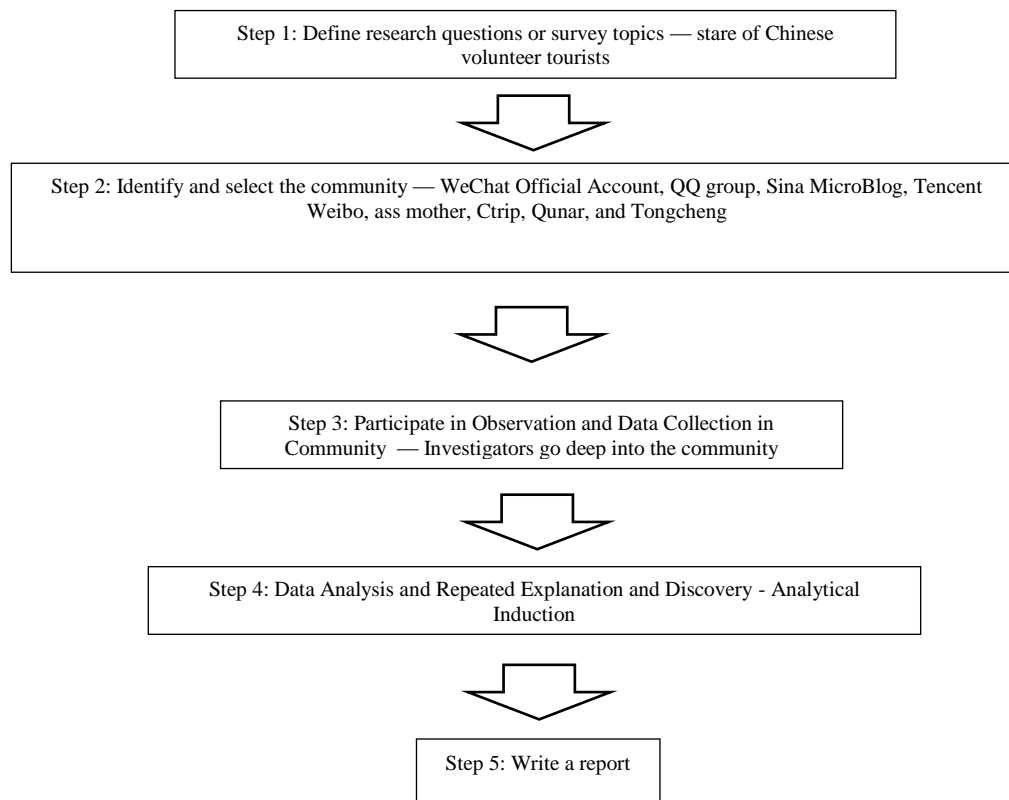 Step 1: Define research questions or survey topics — stare of Chinese
volunteer tourists
Step 2: Identify and select the community — WeChat Official Account, QQ group, Sina MicroBlog, Tencent
Weibo, ass mother, Ctrip, Qunar, and Tongcheng
Step 3: Participate in Observation and Data Collection in
Community — Investigators go deep into the community
Step 4: Data Analysis and Repeated Explanation and Discovery - Analytical
Induction
Step 5: Write a report